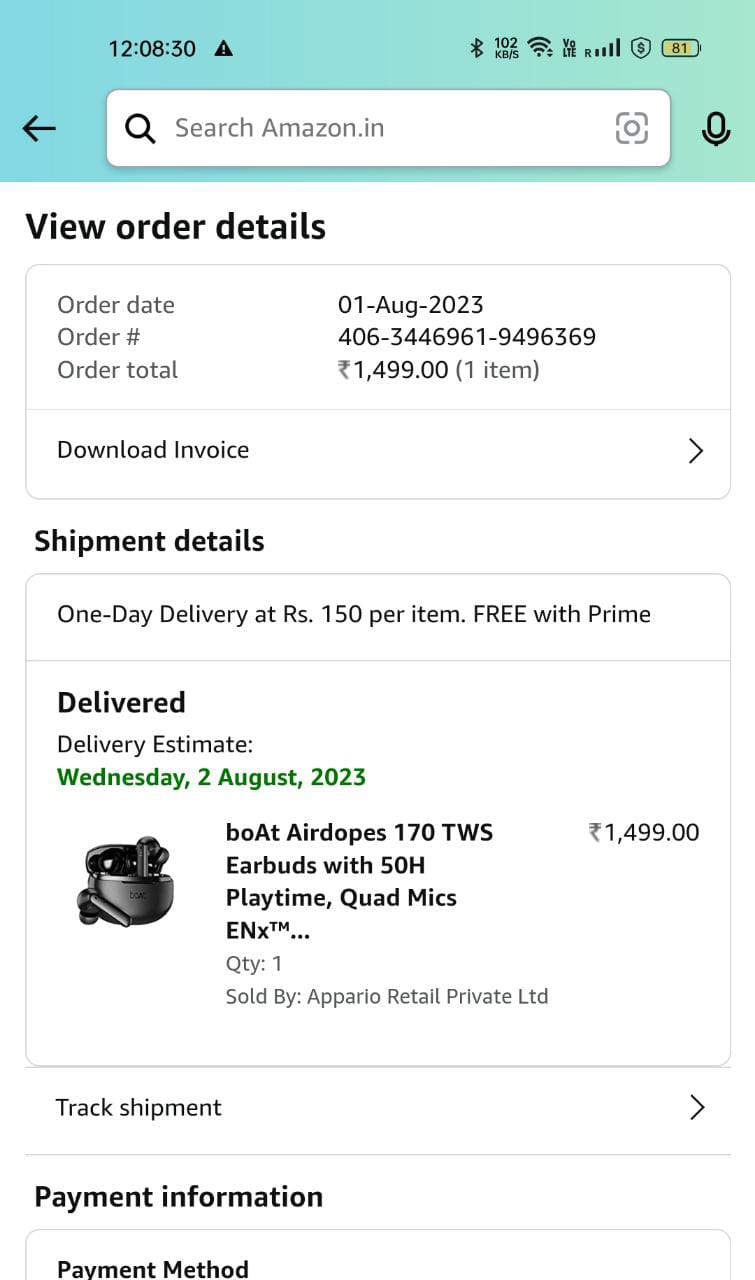 12:08:30
102 KB/S
Vo LTE R 81
Search Amazon.in
View order details
Order date 01-Aug-2023
Order # 406-3446961-9496369
Order total ₹1,499.00 (1 item)
Download Invoice
Shipment details
One-Day Delivery at Rs. 150 per item. FREE with Prime
Delivered
Delivery Estimate:
Wednesday, 2 August, 2023
boAt Airdopes 170 TWS ₹1,499.00
Earbuds with 50H
Playtime, Quad Mics
ENx™...
boAt
Qty: 1
Sold By: Appario Retail Private Ltd
Track shipment
Payment information
Payment Method